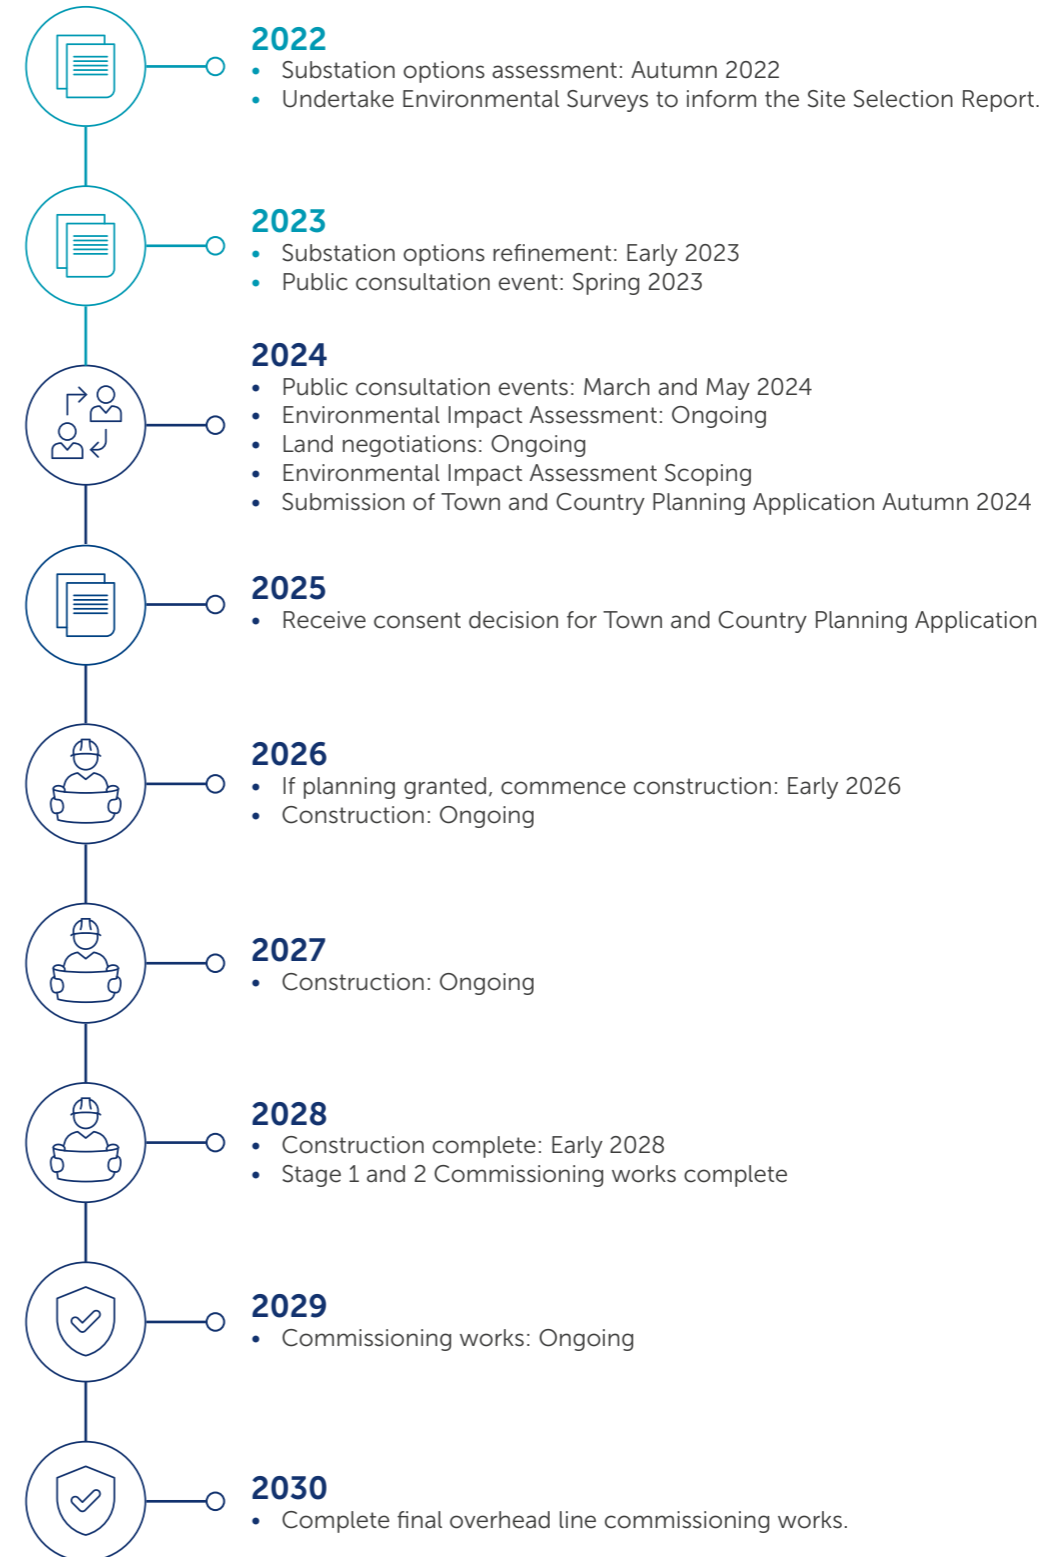 2022
• Substation options assessment: Autumn 2022
• Undertake Environmental Surveys to inform the Site Selection Report.
2023
• Substation options refinement: Early 2023
• Public consultation event: Spring 2023
2024
• Public consultation events: March and May 2024
• Environmental Impact Assessment: Ongoing
• Land negotiations: Ongoing
• Environmental Impact Assessment Scoping
• Submission of Town and Country Planning Application Autumn 2024
2025
• Receive consent decision for Town and Country Planning Application
2026
• If planning granted, commence construction: Early 2026
• Construction: Ongoing
2027
• Construction: Ongoing
2028
• Construction complete: Early 2028
• Stage 1 and 2 Commissioning works complete
2029
• Commissioning works: Ongoing
2030
• Complete final overhead line commissioning works.